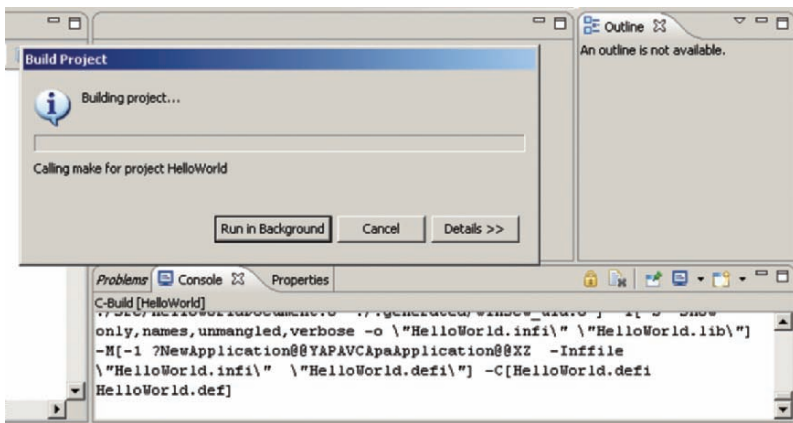 Outline
An outline is not available.
Build Project
Building project...
Calling make for project HelloWorld
Run in Background
Cancel
Details >>
Problems
Console
Properties
C-Build [HelloWorld]
only,names,unmangled,verbose -o \"HelloWorld.infi\" \"HelloWorld.lib\"]
-M[-1 ?NewApplication@@YAPAVCApaApplication@@XZ -Inffile
\"HelloWorld.infi\" \"HelloWorld.defi\"] -C[HelloWorld.defi
HelloWorld.def]